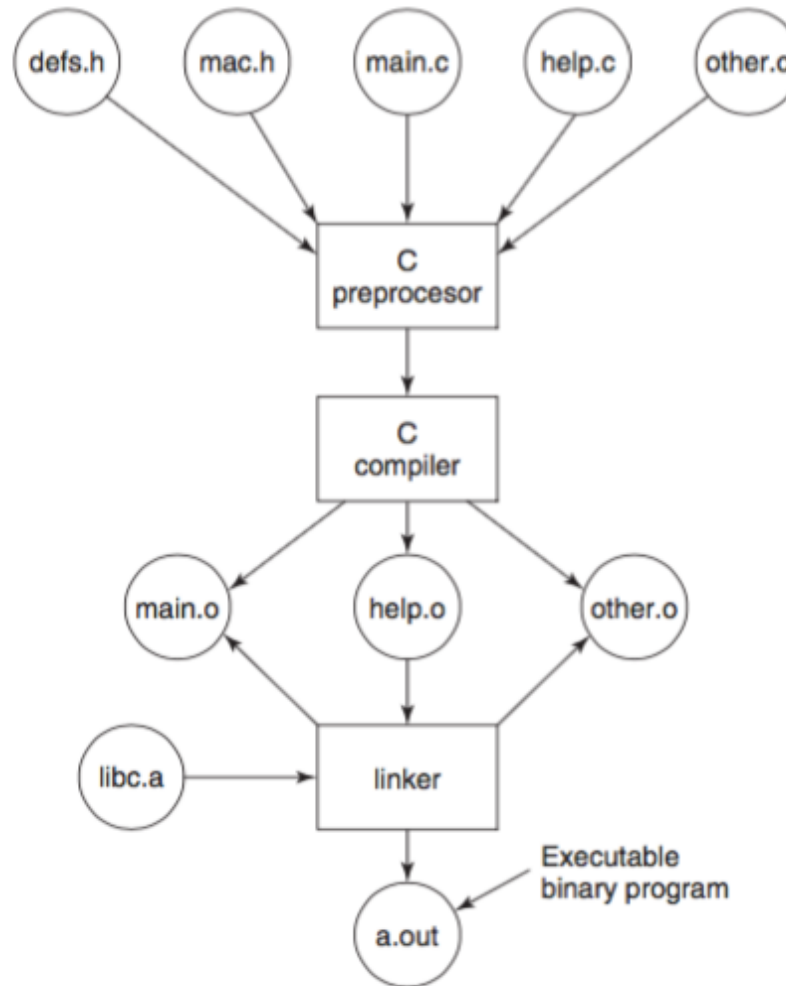 defs.h
mac.h
main.c
help.c
other.c
C
preprocesor
C
compiler
main.o
help.o
other.o
libc.a
linker
Executable
binary program
a.out